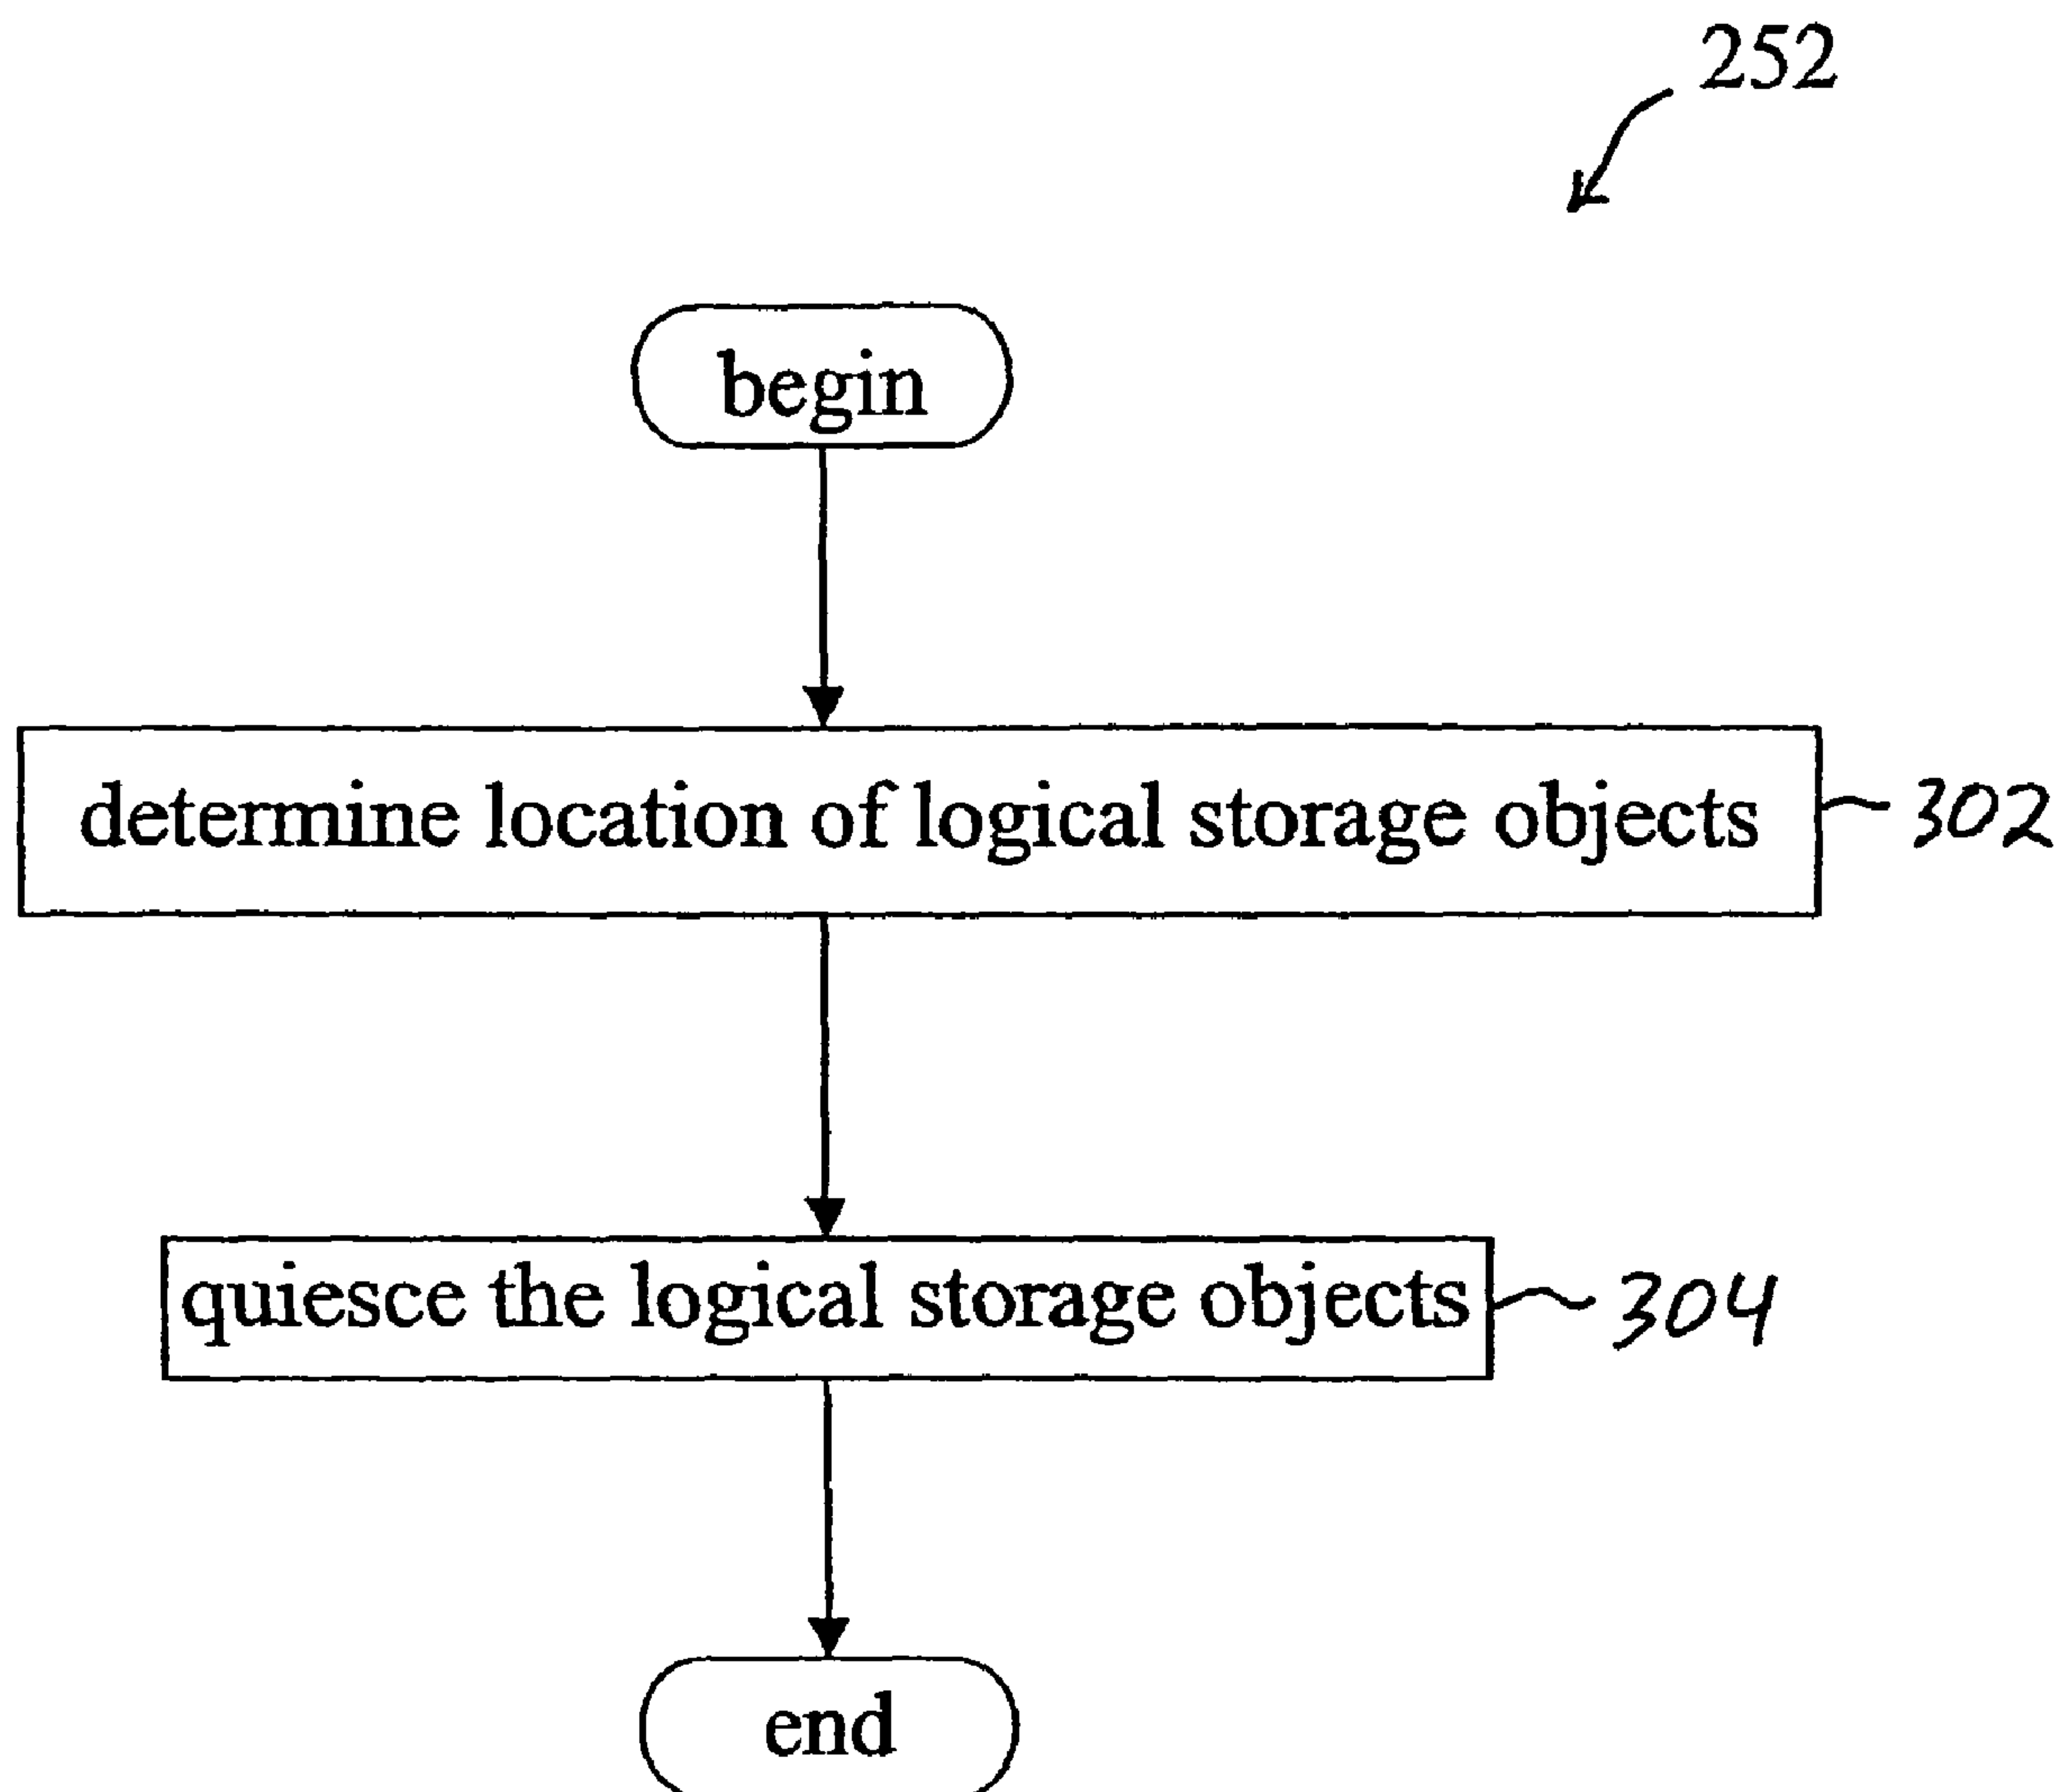 252
begin
determine location of logical storage objects 302
quiesce the logical storage objects 304
end